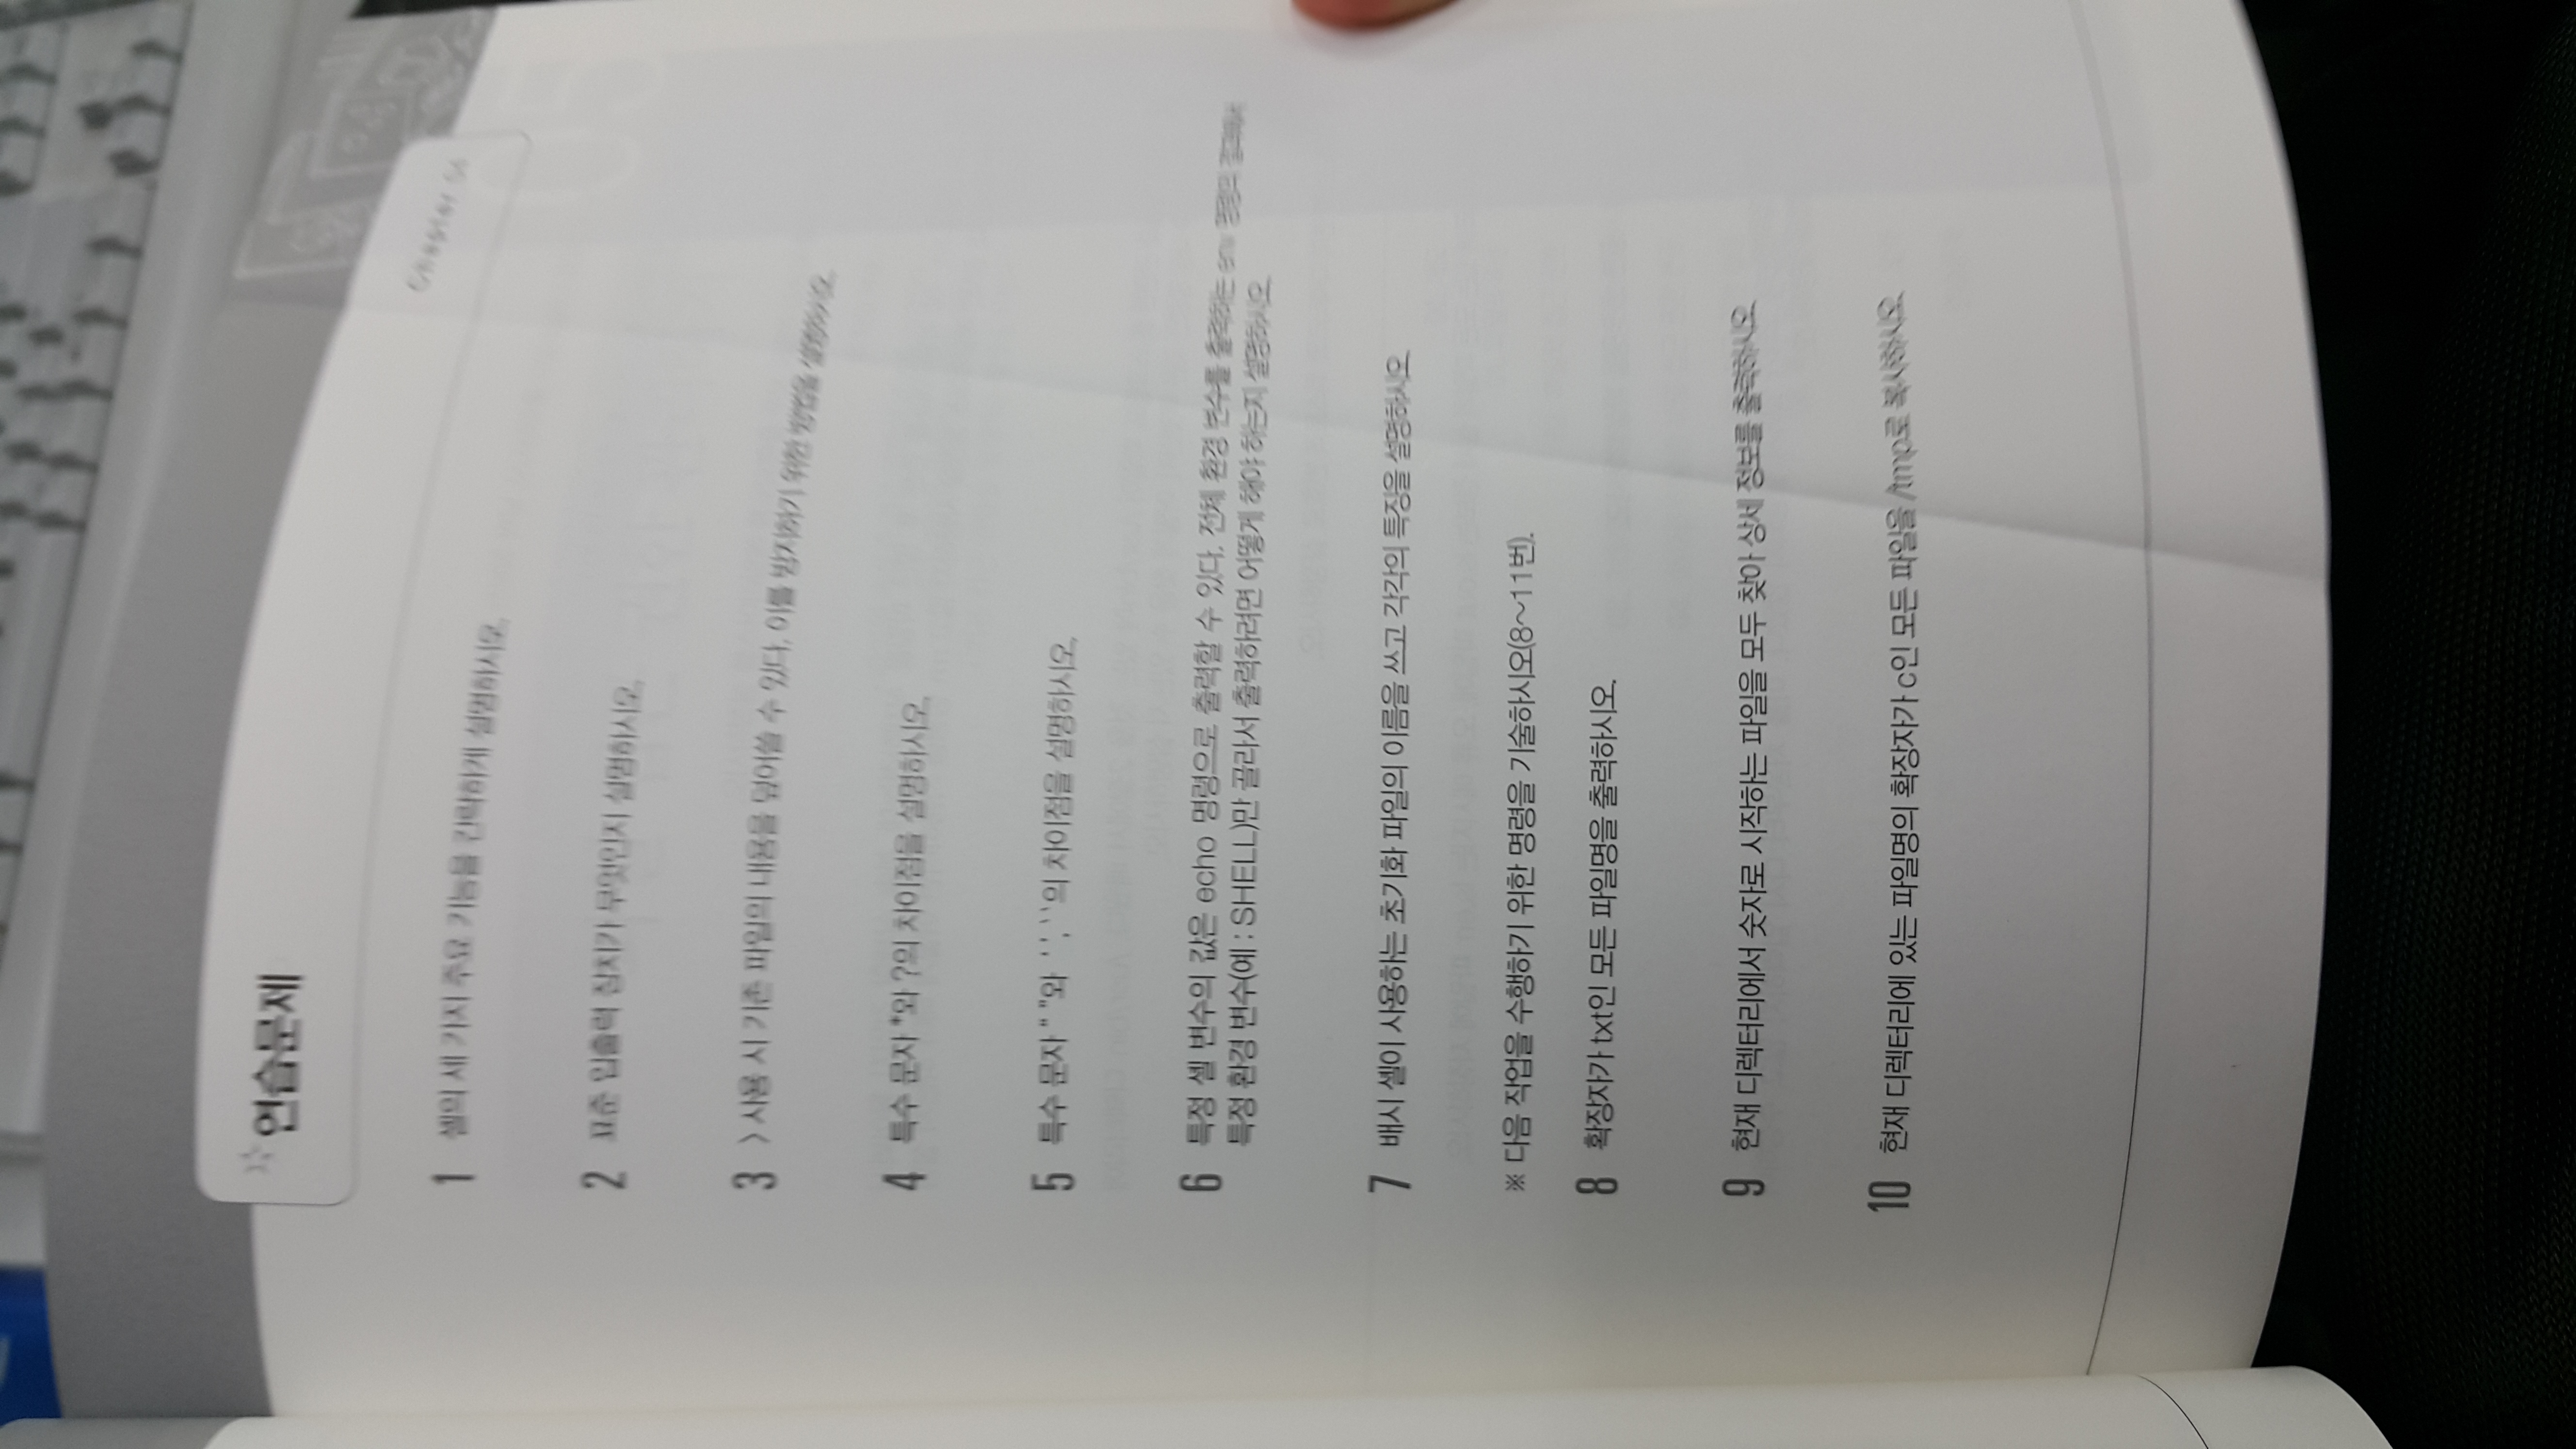 연습문제
Chapter 04
1 셸의 세 가지 주요 기능을 간략하게 설명하시오.
2 표준 입출력 장치가 무엇인지 설명하시오.
3 > 사용 시 기존 파일의 내용을 덮어쓸 수 있다. 이를 방지하기 위한 방법을 설명하시오.
4 특수 문자 *와 ?의 차이점을 설명하시오.
5 특수 문자 " "와 ' ', ` `의 차이점을 설명하시오.
6 특정 셸 변수의 값은 echo 명령으로 출력할 수 있다. 전체 환경 변수를 출력하는 env 명령의 결과에서
특정 환경 변수(예 : SHELL)만 골라서 출력하려면 어떻게 해야 하는지 설명하시오.
7 배시 셸이 사용하는 초기화 파일의 이름을 쓰고 각각의 특징을 설명하시오.
※ 다음 작업을 수행하기 위한 명령을 기술하시오(8~11번).
8 확장자가 txt인 모든 파일명을 출력하시오.
9 현재 디렉터리에서 숫자로 시작하는 파일을 모두 찾아 상세 정보를 출력하시오.
10 현재 디렉터리에 있는 파일명의 확장자가 c인 모든 파일을 /tmp로 복사하시오.